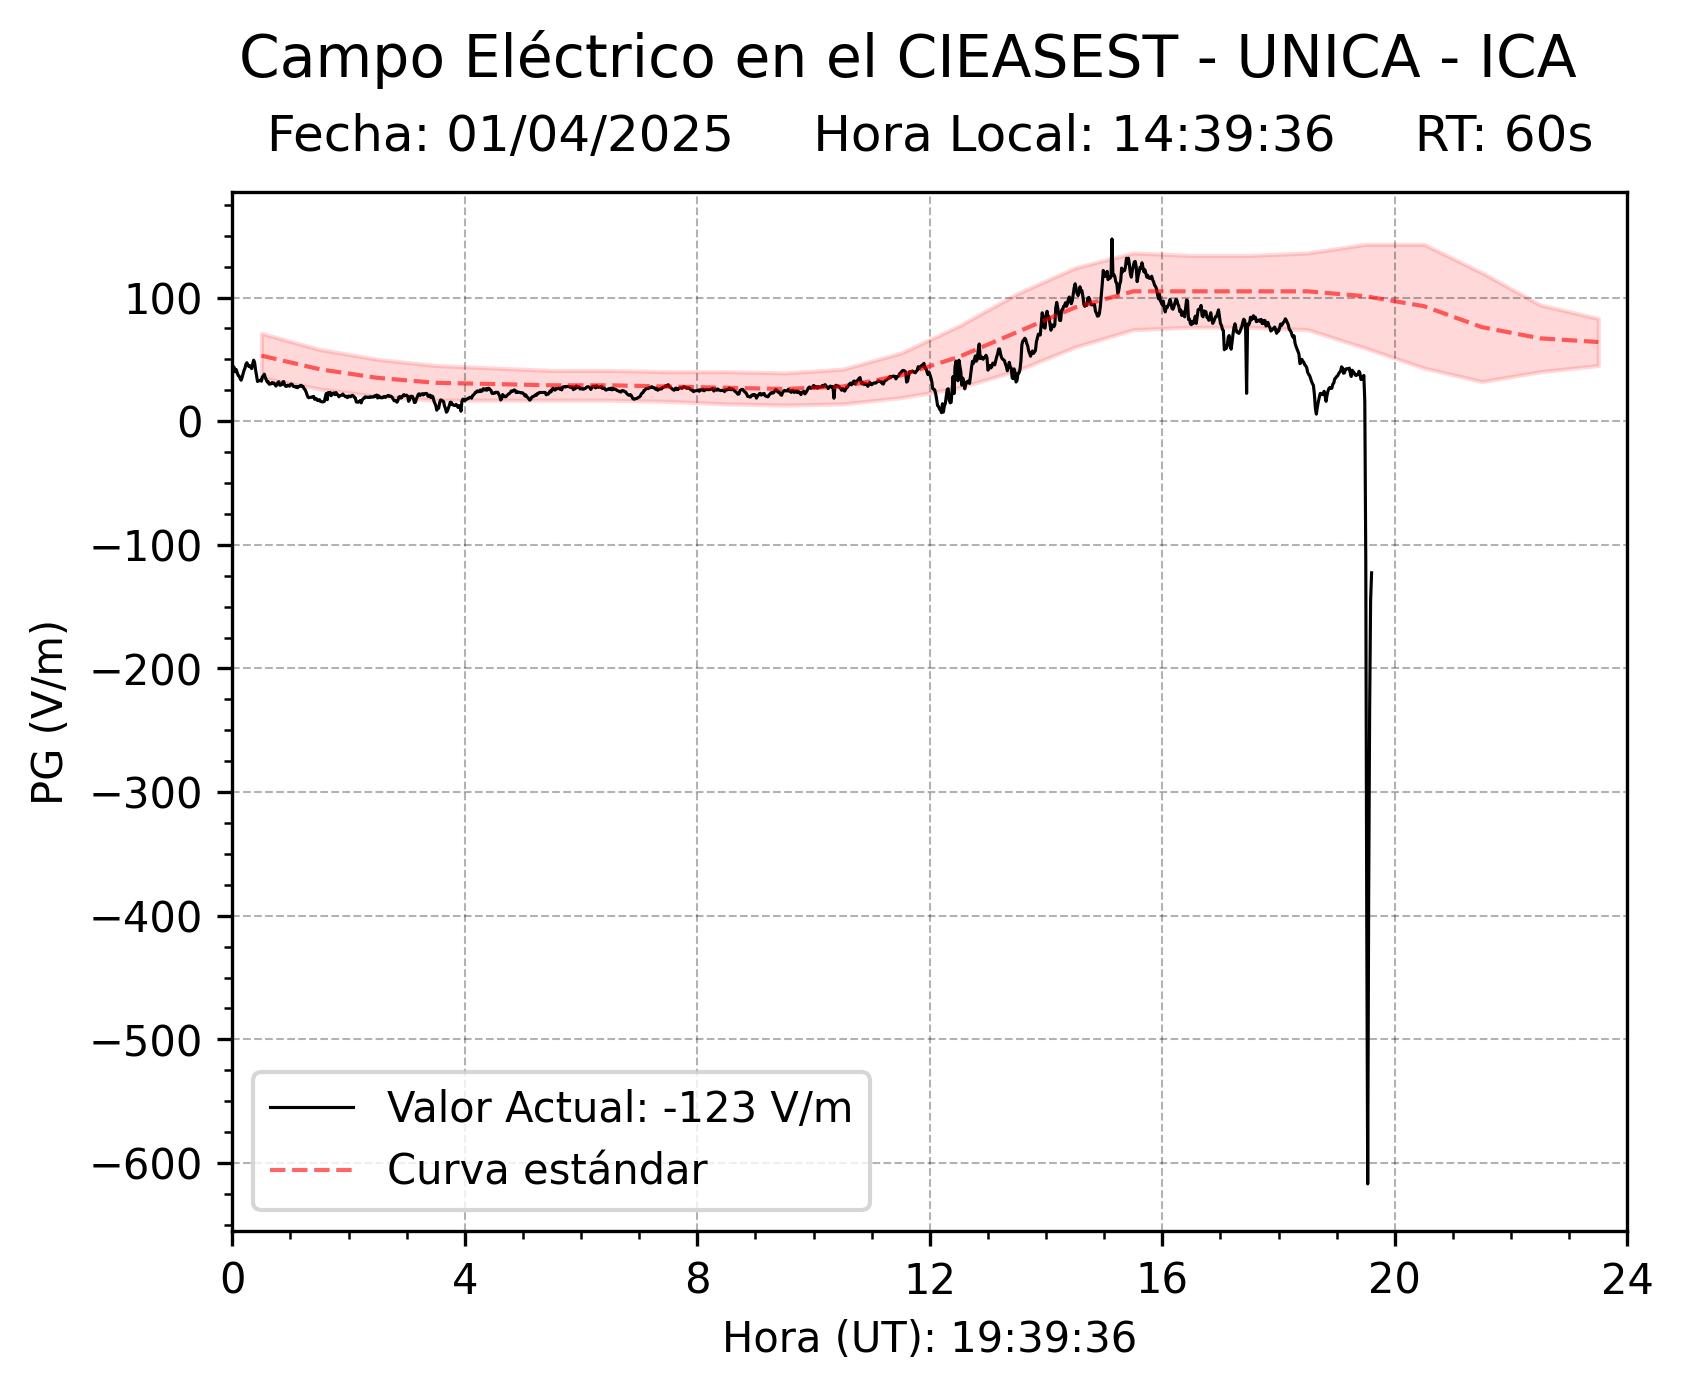 Campo Eléctrico en el CIEASEST - UNICA - ICA
Fecha: 01/04/2025 Hora Local: 14:39:36 RT: 60s
100
0
−100
−200
−300
−400
−500
−600
PG (V/m)
Valor Actual: -123 V/m
Curva estándar
0 4 8 12 16 20 24
Hora (UT): 19:39:36